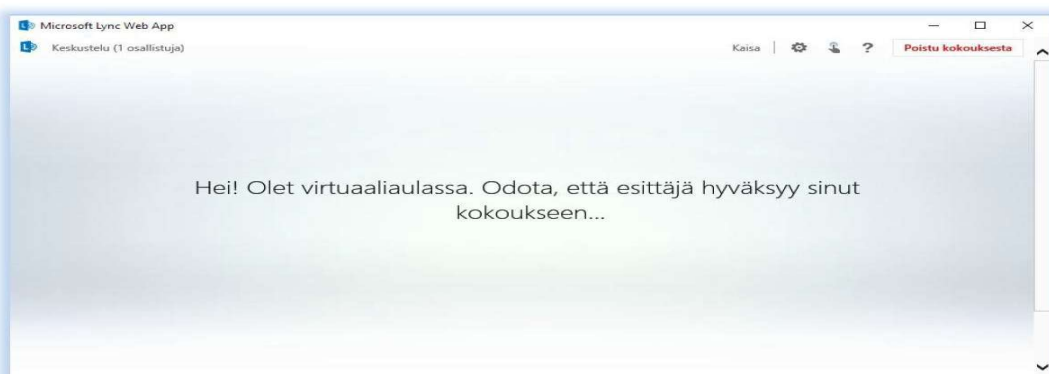 Microsoft Lync Web App
Keskustelu (1 osallistuja) Kaisa ? Poistu kokouksesta
Hei! Olet virtuaaliaulassa. Odota, että esittäjä hyväksyy sinut
kokoukseen...